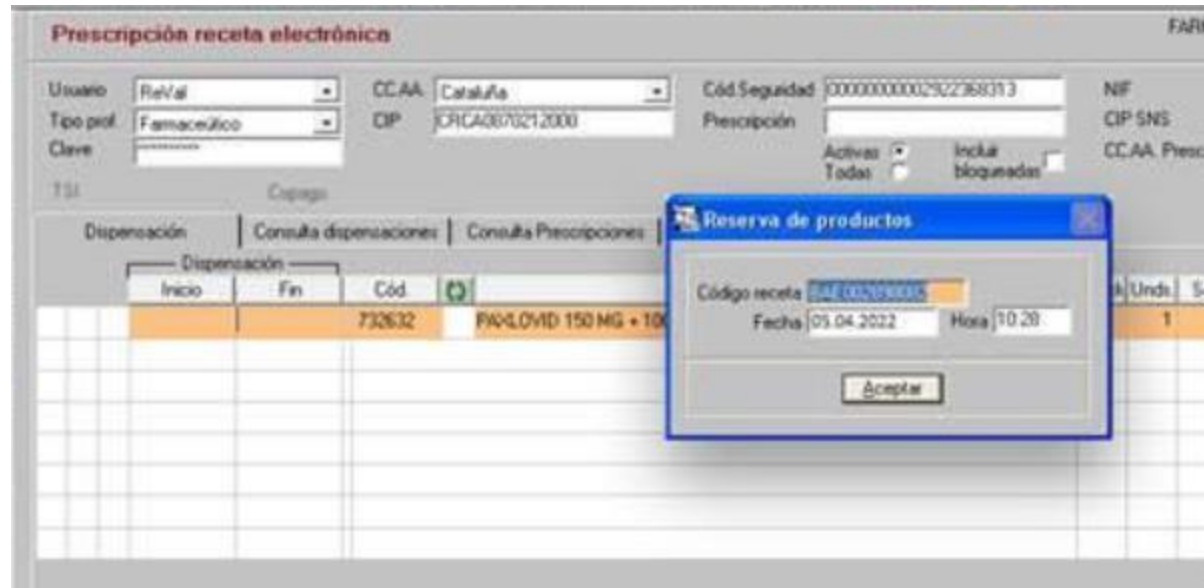 Prescripción receta electrónica
FAR
Usuario ReVal CC.AA. Cataluña Cód.Seguridad 00000000002922368313 NIF
Tipo prof. Farmaceútico CIP CRCA0870212000 Prescripción CIP SNS
Clave ********** Activas Incluir CC.AA. Presc
Todas bloqueadas
TSI Copago
Dispensación Consulta dispensaciones Consulta Prescripciones
Reserva de productos
Dispensación
Inicio Fin Cód. Unds. S
Código receta
732632 PAXLOVID 150 MG + 10 1
Fecha 05.04.2022 Hora 10:28
Aceptar